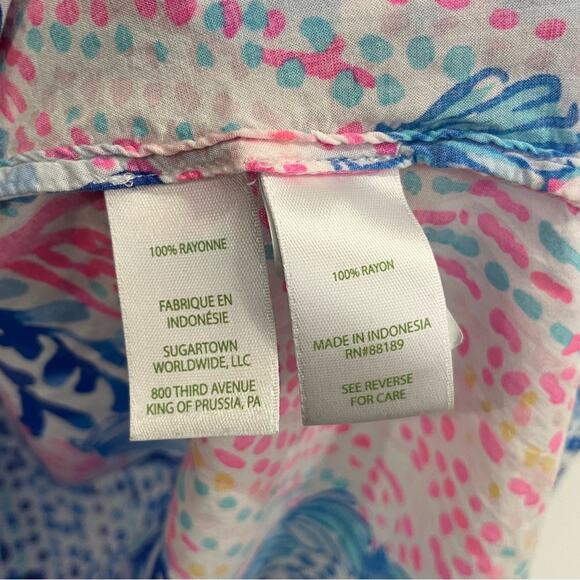 100% RAYONNE
FABRIQUE EN
INDONÉSIE
SUGARTOWN
WORLDWIDE, LLC
800 THIRD AVENUE
KING OF PRUSSIA, PA
100% RAYON
MADE IN INDONESIA
RN#88189
SEE REVERSE
FOR CARE